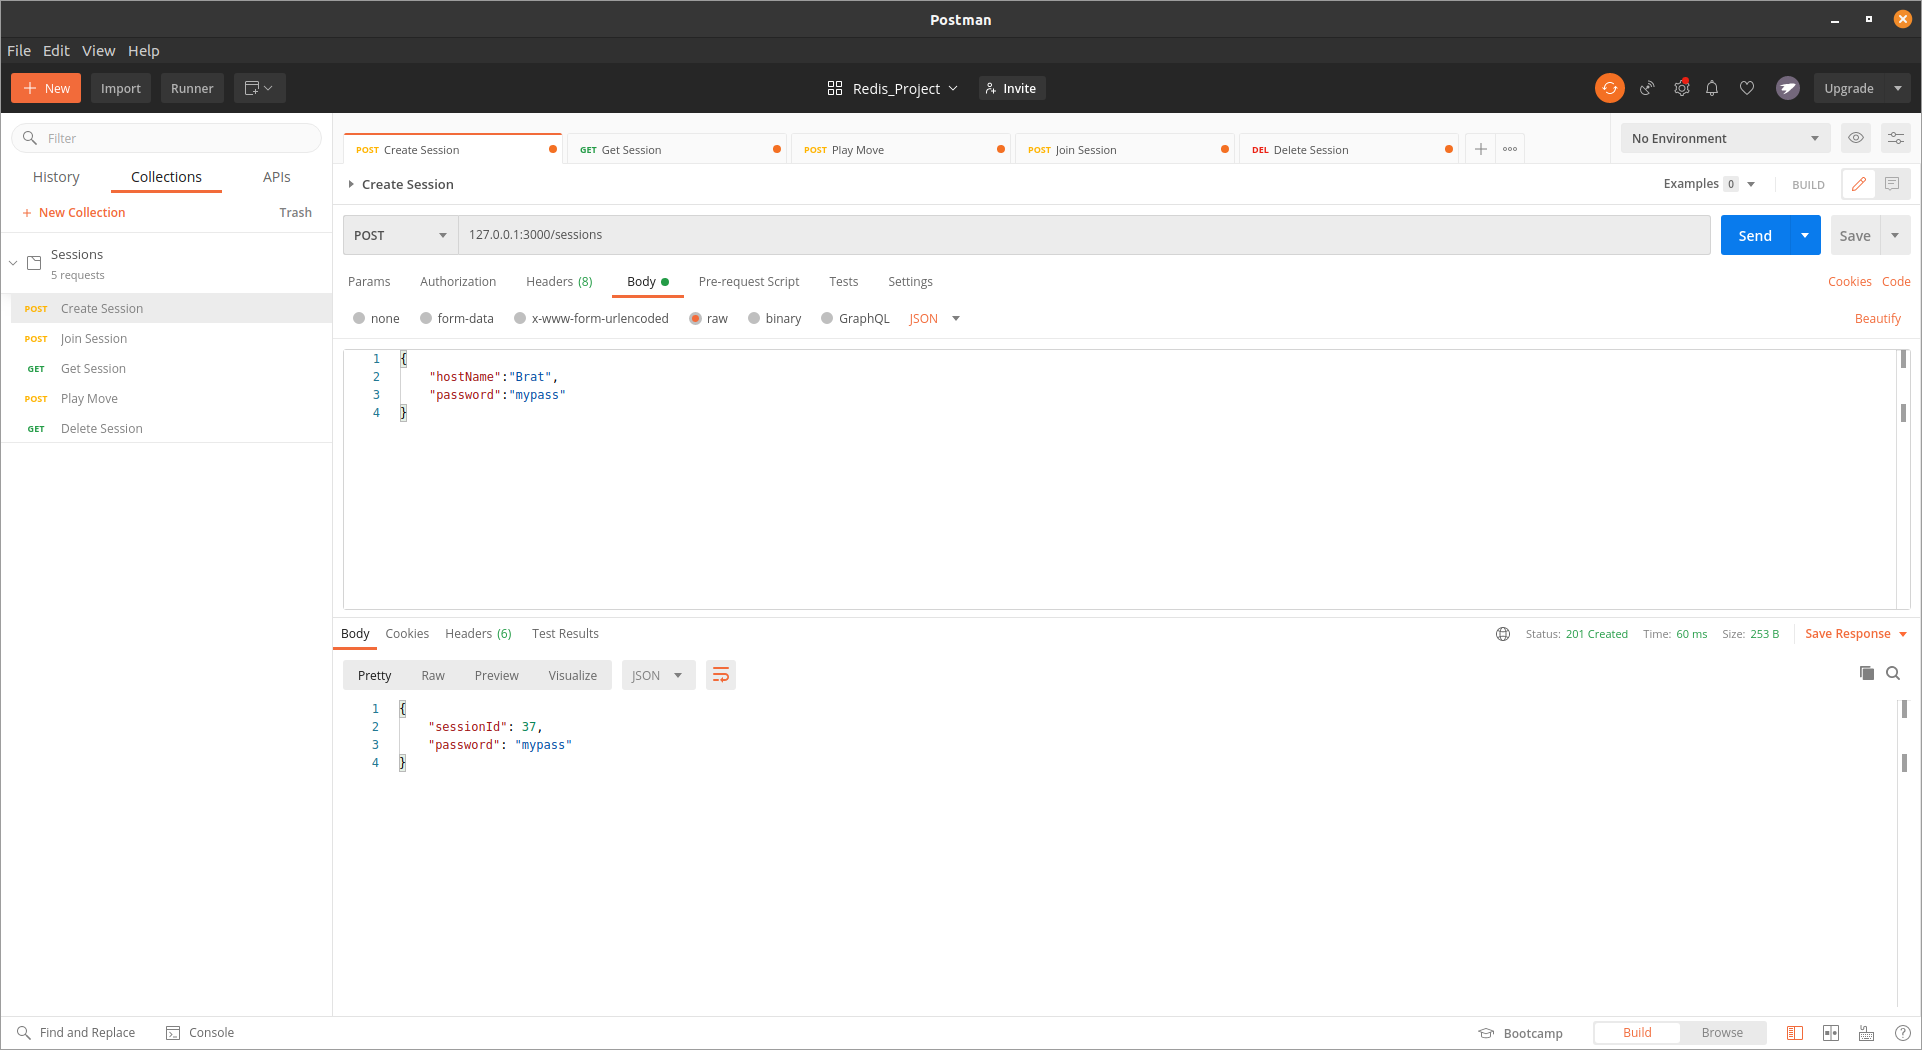 Postman
File Edit View Help
New Import Runner Redis_Project Invite Upgrade
Filter
History Collections APIs
New Collection Trash
Sessions
5 requests
POST Create Session
POST Join Session
GET Get Session
POST Play Move
GET Delete Session
POST Create Session GET Get Session POST Play Move POST Join Session DEL Delete Session
No Environment
Create Session Examples 0 BUILD
POST 127.0.0.1:3000/sessions Send Save
Params Authorization Headers (8) Body Pre-request Script Tests Settings Cookies Code
none form-data x-www-form-urlencoded raw binary GraphQL JSON Beautify
1 {
2 "hostName":"Brat",
3 "password":"mypass"
4 }
Body Cookies Headers (6) Test Results Status: 201 Created Time: 60 ms Size: 253 B Save Response
Pretty Raw Preview Visualize JSON
1 {
2 "sessionId": 37,
3 "password": "mypass"
4 }
Find and Replace Console Bootcamp Build Browse